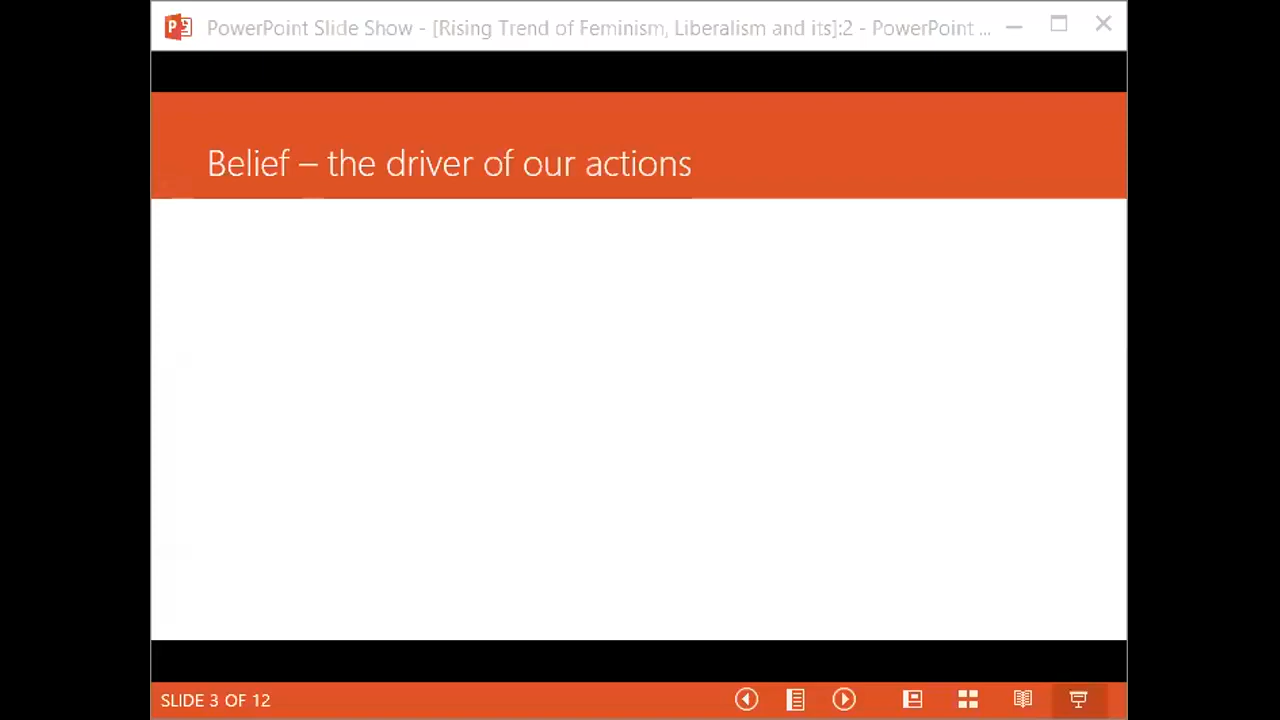 PowerPoint Slide Show - [Rising Trend of Feminism, Liberalism and its]:2 - PowerPoint ...
Belief – the driver of our actions
SLIDE 3 OF 12